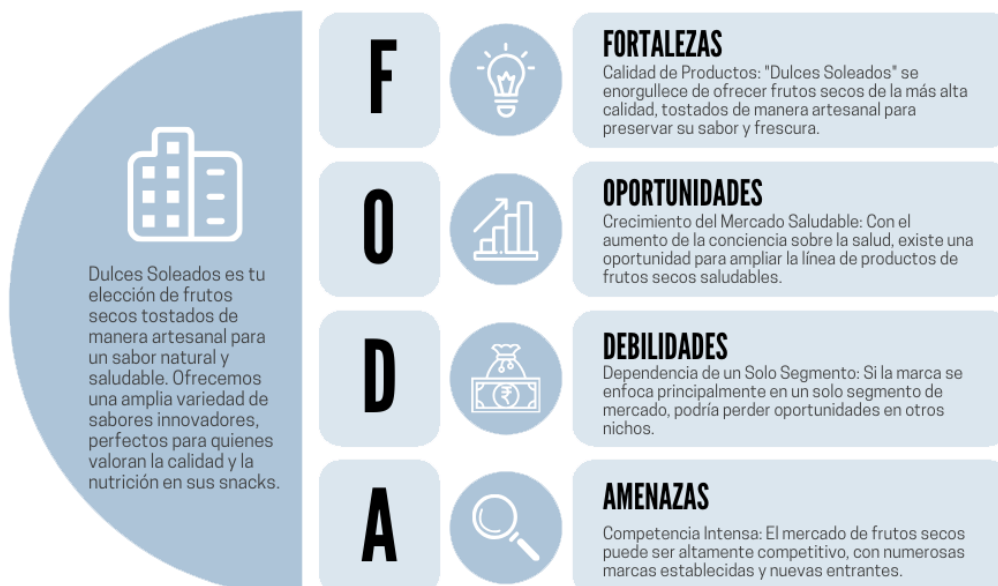 Dulces Soleados es tu
elección de frutos
secos tostados de
manera artesanal para
un sabor natural y
saludable. Ofrecemos
una amplia variedad de
sabores innovadores,
perfectos para quienes
valoran la calidad y la
nutrición en sus snacks.
F
FORTALEZAS
Calidad de Productos: "Dulces Soleados" se
enorgullece de ofrecer frutos secos de la más alta
calidad, tostados de manera artesanal para
preservar su sabor y frescura.
O
OPORTUNIDADES
Crecimiento del Mercado Saludable: Con el
aumento de la conciencia sobre la salud, existe una
oportunidad para ampliar la línea de productos de
frutos secos saludables.
D
₹
DEBILIDADES
Dependencia de un Solo Segmento: Si la marca se
enfoca principalmente en un solo segmento de
mercado, podría perder oportunidades en otros
nichos.
A
AMENAZAS
Competencia Intensa: El mercado de frutos secos
puede ser altamente competitivo, con numerosas
marcas establecidas y nuevas entrantes.